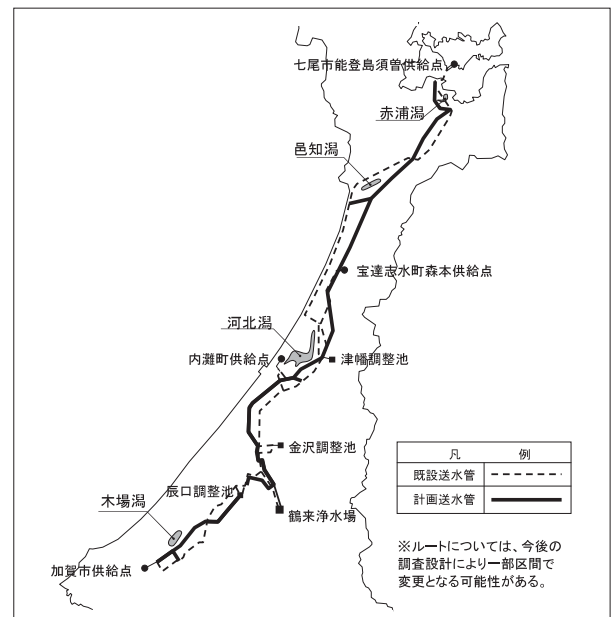 七尾市能登島須曽供給点
赤浦潟
邑知潟
宝達志水町森本供給点
河北潟
内灘町供給点
津幡調整池
金沢調整池
辰口調整池
木場潟
鶴来浄水場
加賀市供給点
凡 例
既設送水管
計画送水管
※ルートについては、今後の
調査設計により一部区間で
変更となる可能性がある。